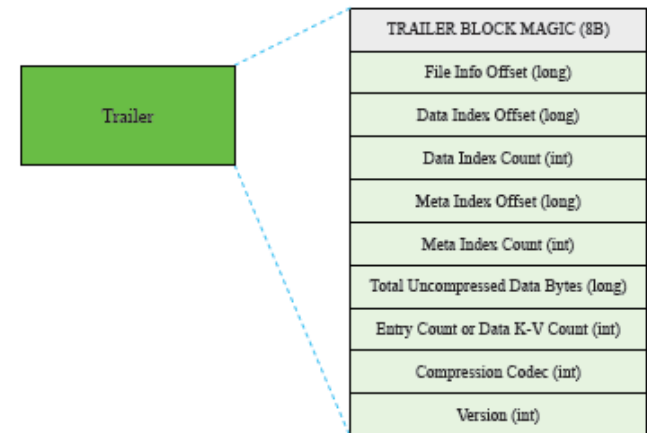 Trailer
TRAILER BLOCK MAGIC (8B)
File Info Offset (long)
Data Index Offset (long)
Data Index Count (int)
Meta Index Offset (long)
Meta Index Count (int)
Total Uncompressed Data Bytes (long)
Entry Count or Data K-V Count (int)
Compression Codec (int)
Version (int)